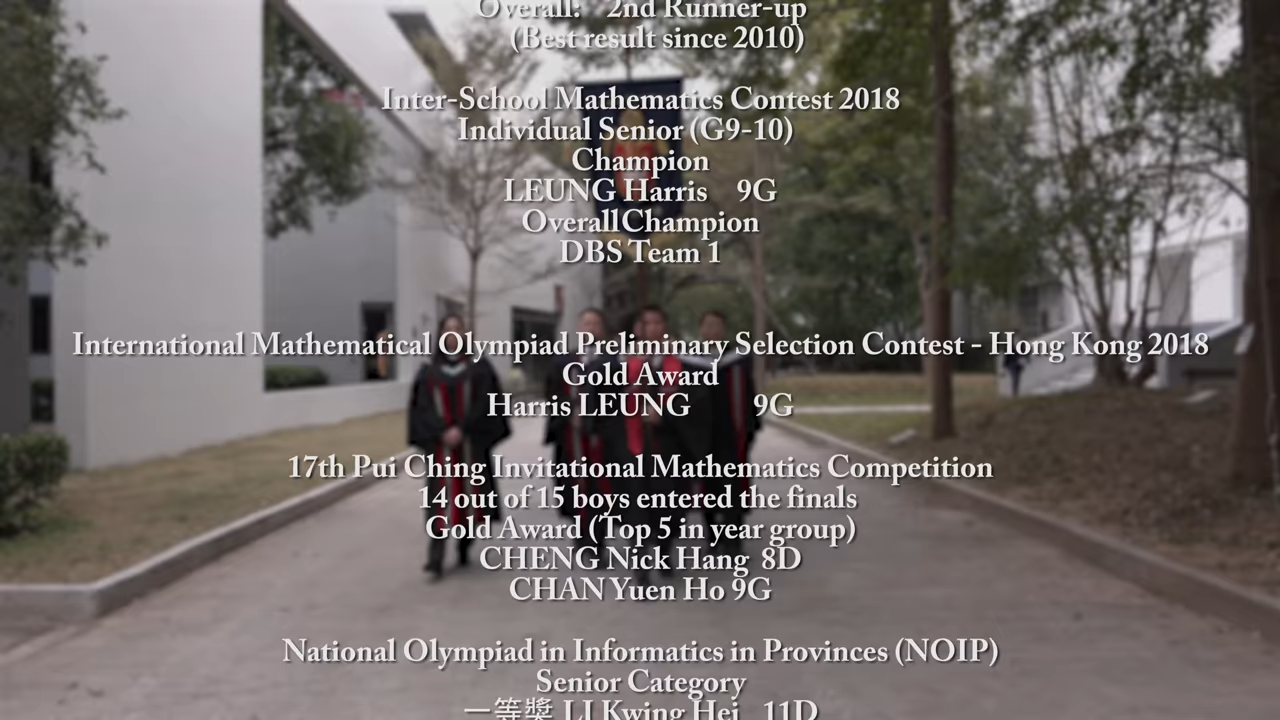 Overall: 2nd Runner-up
(Best result since 2010)
Inter-School Mathematics Contest 2018
Individual Senior (G9-10)
Champion
LEUNG Harris 9G
Overall Champion
DBS Team 1
International Mathematical Olympiad Preliminary Selection Contest - Hong Kong 2018
Gold Award
Harris LEUNG 9G
17th Pui Ching Invitational Mathematics Competition
14 out of 15 boys entered the finals
Gold Award (Top 5 in year group)
CHENG Nick Hang 8D
CHAN Yuen Ho 9G
National Olympiad in Informatics in Provinces (NOIP)
Senior Category
一等獎 LI Kwing Hei 11D